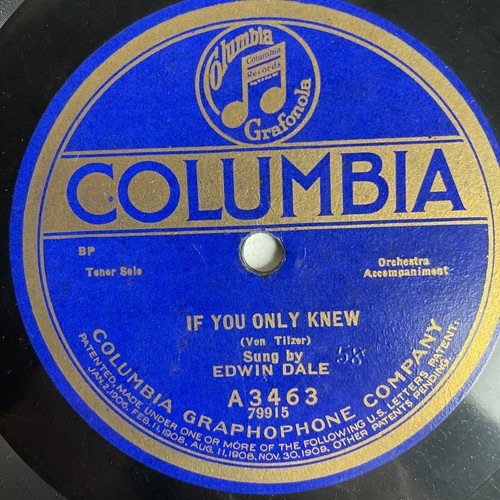 Columbia
Columbia
Records
Grafonola
COLUMBIA
BP
Tenor Solo
Orchestra
Accompaniment
IF YOU ONLY KNEW
(Von Tilzer)
Sung by
58
EDWIN DALE
A3463
79915
COLUMBIA GRAPHOPHONE COMPANY
PATENTED, MADE UNDER ONE OR MORE OF THE FOLLOWING U.S. LETTERS PATENT:
JAN. 2, 1906, FEB. 11, 1908, AUG. 11, 1908, NOV. 30, 1909, OTHER PATENTS PENDING.